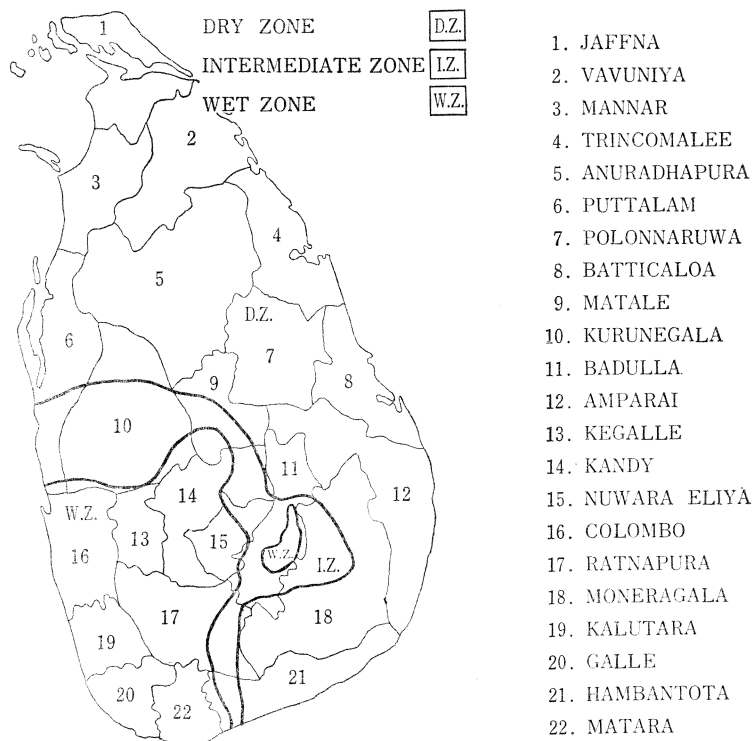 DRY ZONE D.Z.
INTERMEDIATE ZONE I.Z.
WET ZONE W.Z.
1
2
3
4
5
D.Z.
6
7
9
8
10
11
14
12
W.Z.
13
15
W.Z.
16
I.Z.
17
18
19
20
21
22
1. JAFFNA
2. VAVUNIYA
3. MANNAR
4. TRINCOMALEE
5. ANURADHAPURA
6. PUTTALAM
7. POLONNARUWA
8. BATTICALOA
9. MATALE
10. KURUNEGALA
11. BADULLA
12. AMPARAI
13. KEGALLE
14. KANDY
15. NUWARA ELIYA
16. COLOMBO
17. RATNAPURA
18. MONERAGALA
19. KALUTARA
20. GALLE
21. HAMBANTOTA
22. MATARA